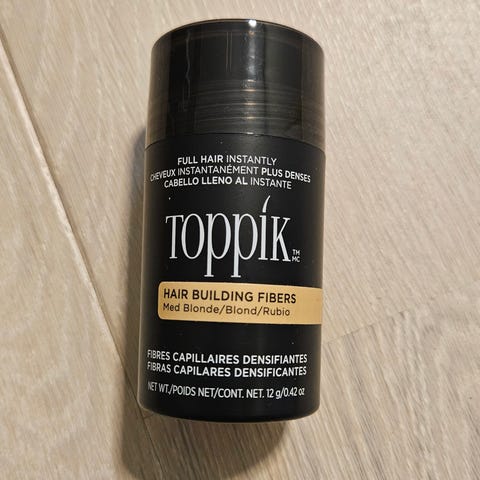 FULL HAIR INSTANTLY
CHEVEUX INSTANTANÉMENT PLUS DENSES
CABELLO LLENO AL INSTANTE
TOPPIK TM MC
HAIR BUILDING FIBERS
Med Blonde/Blond/Rubio
FIBRES CAPILLAIRES DENSIFIANTES
FIBRAS CAPILARES DENSIFICANTES
NET WT./POIDS NET/CONT. NET. 12 g/0.42 oz